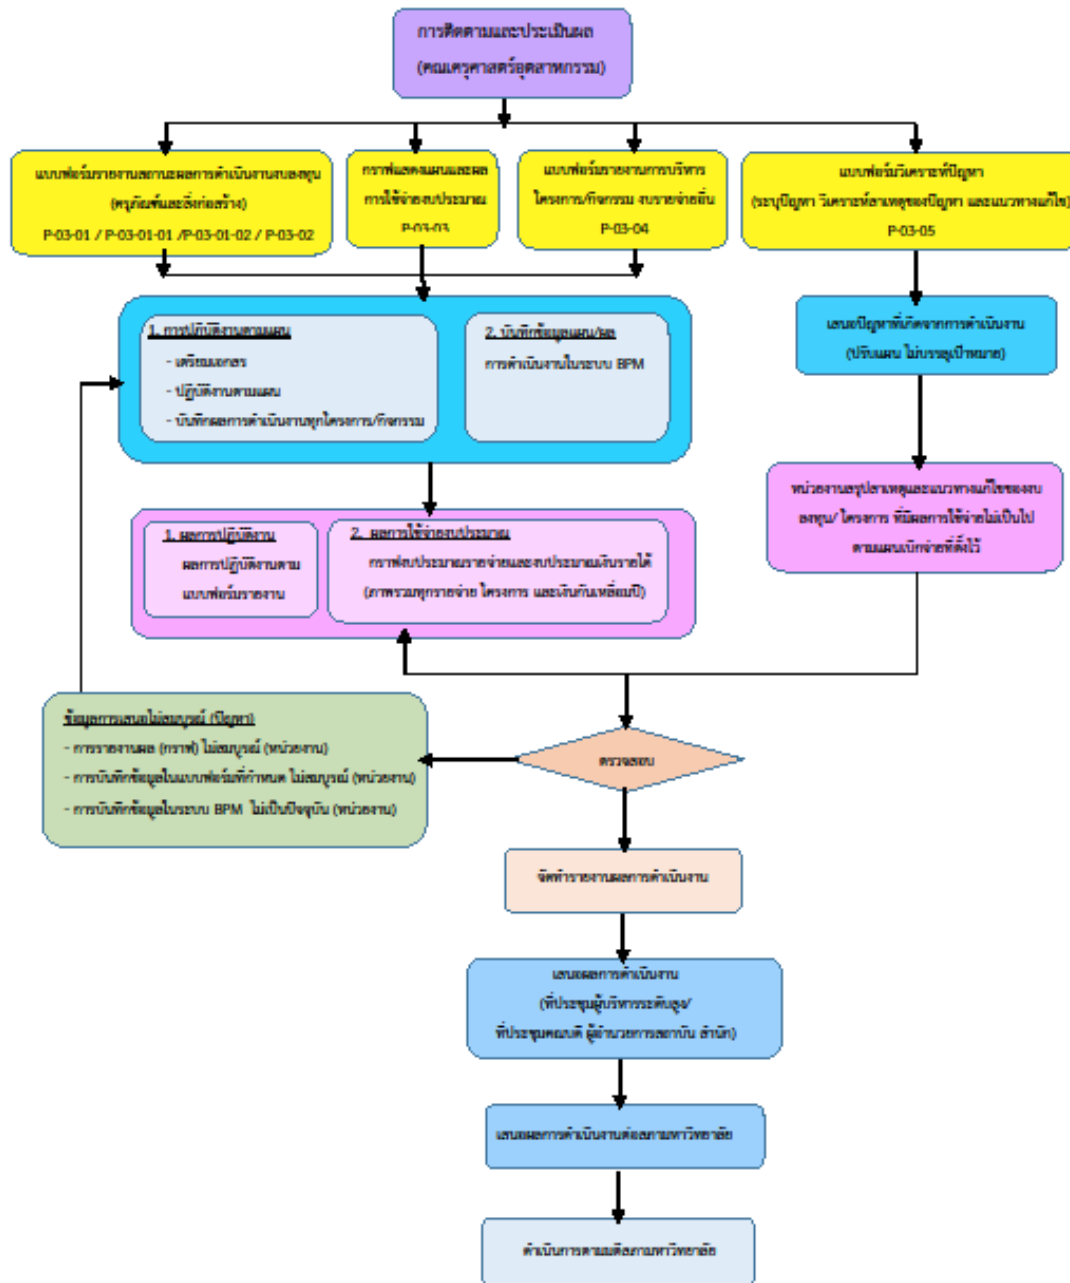 การติดตามและประเมินผล
(คณะครุศาสตร์อุตสาหกรรม)
แบบฟอร์มรายงานสถานะผลการดำเนินงานงบลงทุน
(ครุภัณฑ์และสิ่งก่อสร้าง)
P-03-01 / P-03-01-01 /P-03-01-02 / P-03-02
กราฟแสดงแผนและผล
การใช้จ่ายงบประมาณ
P-03-03
แบบฟอร์มรายงานการบริหาร
โครงการ/กิจกรรม งบรายจ่ายอื่น
P-03-04
แบบฟอร์มวิเคราะห์ปัญหา
(ระบุปัญหา วิเคราะห์สาเหตุของปัญหา และแนวทางแก้ไข)
P-03-05
1. การปฏิบัติงานตามแผน
- เตรียมเอกสาร
- ปฏิบัติงานตามแผน
- บันทึกผลการดำเนินงานทุกโครงการ/กิจกรรม
2. บันทึกข้อมูลแผน/ผล
การดำเนินงานในระบบ BPM
เสนอปัญหาที่เกิดจากการดำเนินงาน
(ปรับแผน ไม่บรรลุเป้าหมาย)
หน่วยงานสรุปสาเหตุและแนวทางแก้ไขของงบ
ลงทุน/ โครงการ ที่มีผลการใช้จ่ายไม่เป็นไป
ตามแผนเบิกจ่ายที่ตั้งไว้
1. ผลการปฏิบัติงาน
ผลการปฏิบัติงานตาม
แบบฟอร์มรายงาน
2. ผลการใช้จ่ายงบประมาณ
กราฟงบประมาณรายจ่ายและงบประมาณเงินรายได้
(ภาพรวมทุกรายจ่าย โครงการ และเงินกันเหลื่อมปี)
ข้อมูลการเสนอไม่สมบูรณ์ (ปัญหา)
- การรายงานผล (กราฟ) ไม่สมบูรณ์ (หน่วยงาน)
- การบันทึกข้อมูลในแบบฟอร์มที่กำหนด ไม่สมบูรณ์ (หน่วยงาน)
- การบันทึกข้อมูลในระบบ BPM ไม่เป็นปัจจุบัน (หน่วยงาน)
ตรวจสอบ
จัดทำรายงานผลการดำเนินงาน
เสนอผลการดำเนินงาน
(ที่ประชุมผู้บริหารระดับสูง/
ที่ประชุมคณบดี ผู้อำนวยการสถาบัน สำนัก)
เสนอผลการดำเนินงานต่อสภามหาวิทยาลัย
ดำเนินการตามมติสภามหาวิทยาลัย